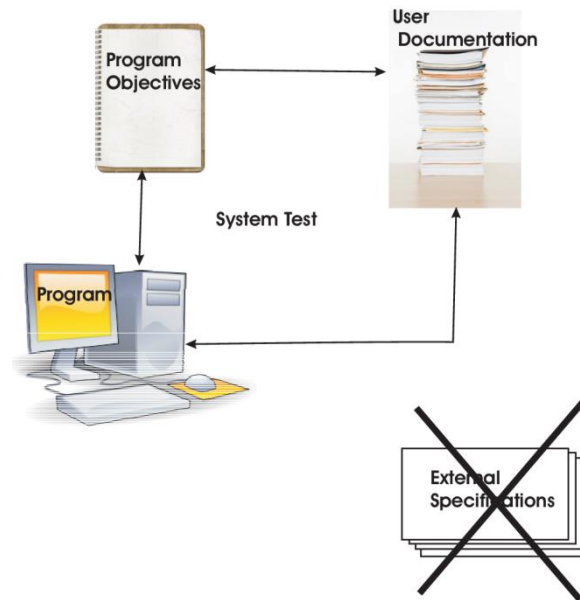 User
Documentation
Program
Objectives
System Test
Program
External
Specifications